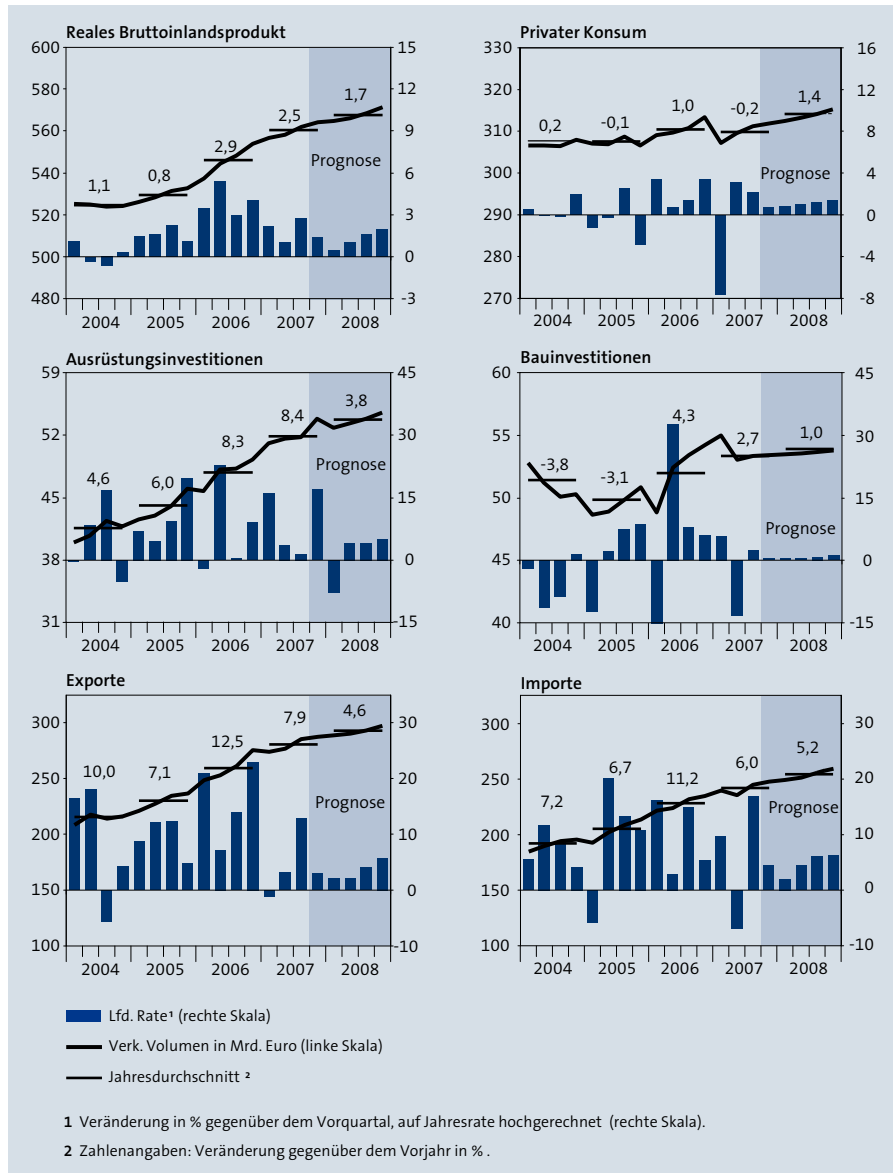 Reales Bruttoinlandsprodukt
600 15
580 12
560 9
540 6
520 3
500 0
480 -3
1,1 0,8 2,9 2,5 1,7
Prognose
2004 2005 2006 2007 2008
Privater Konsum
330 16
320 12
310 8
300 4
290 0
280 -4
270 -8
0,2 -0,1 1,0 -0,2 1,4
Prognose
2004 2005 2006 2007 2008
Ausrüstungsinvestitionen
59 45
52 30
45 15
38 0
31 -15
4,6 6,0 8,3 8,4 3,8
Prognose
2004 2005 2006 2007 2008
Bauinvestitionen
60 45
55 30
50 15
45 0
40 -15
-3,8 -3,1 4,3 2,7 1,0
Prognose
2004 2005 2006 2007 2008
Exporte
300 30
250 20
200 10
150 0
100 -10
10,0 7,1 12,5 7,9 4,6
Prognose
2004 2005 2006 2007 2008
Importe
300 30
250 20
200 10
150 0
100 -10
7,2 6,7 11,2 6,0 5,2
Prognose
2004 2005 2006 2007 2008
Lfd. Rate¹ (rechte Skala)
Verk. Volumen in Mrd. Euro (linke Skala)
Jahresdurchschnitt ²
1 Veränderung in % gegenüber dem Vorquartal, auf Jahresrate hochgerechnet (rechte Skala).
2 Zahlenangaben: Veränderung gegenüber dem Vorjahr in % .